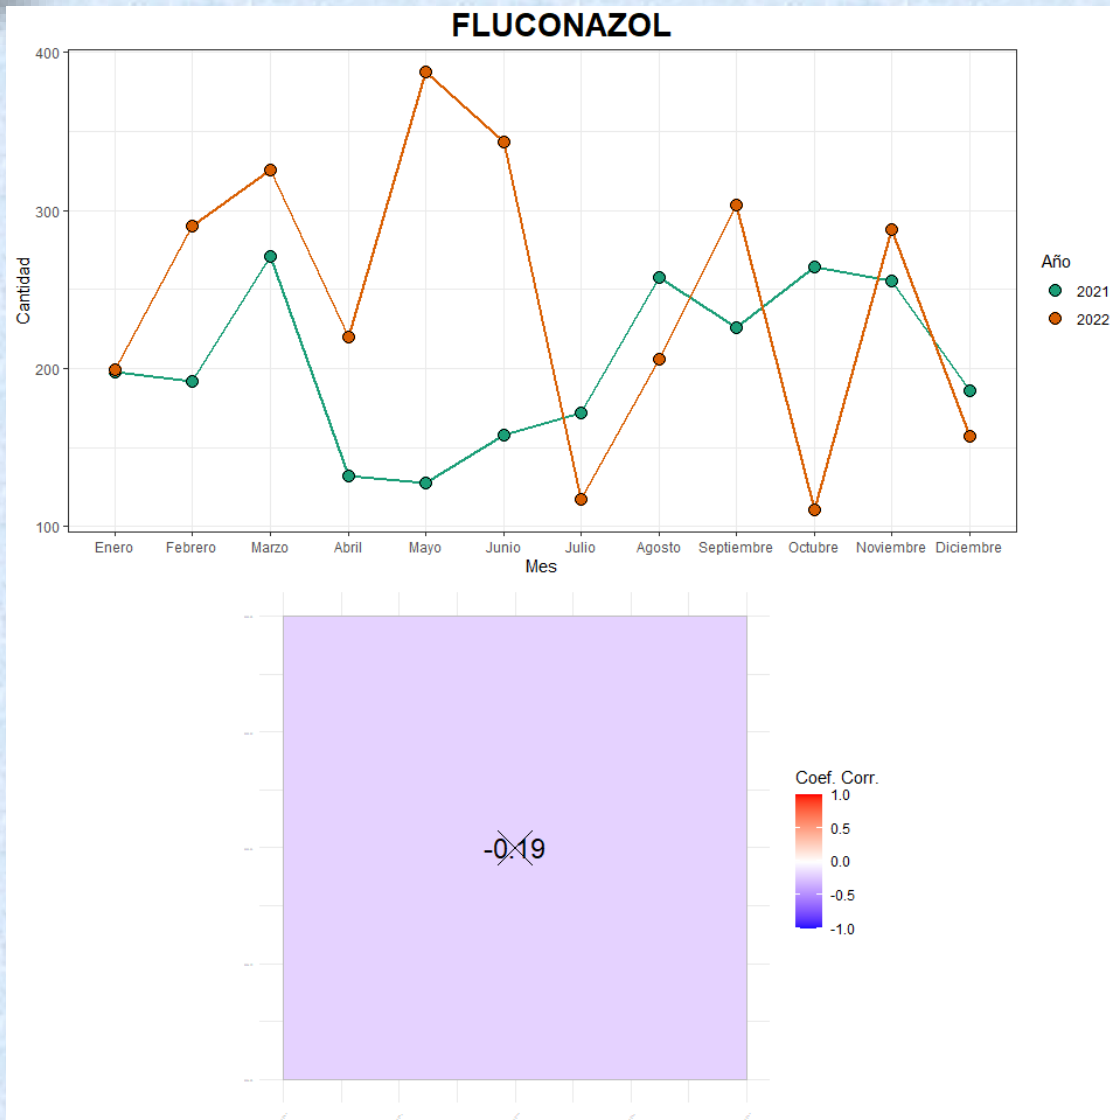 FLUCONAZOL
400
300
200
100
Cantidad
Enero Febrero Marzo Abril Mayo Junio Julio Agosto Septiembre Octubre Noviembre Diciembre
Mes
Año
2021
2022
-0.19
Coef. Corr.
1.0
0.5
0.0
-0.5
-1.0